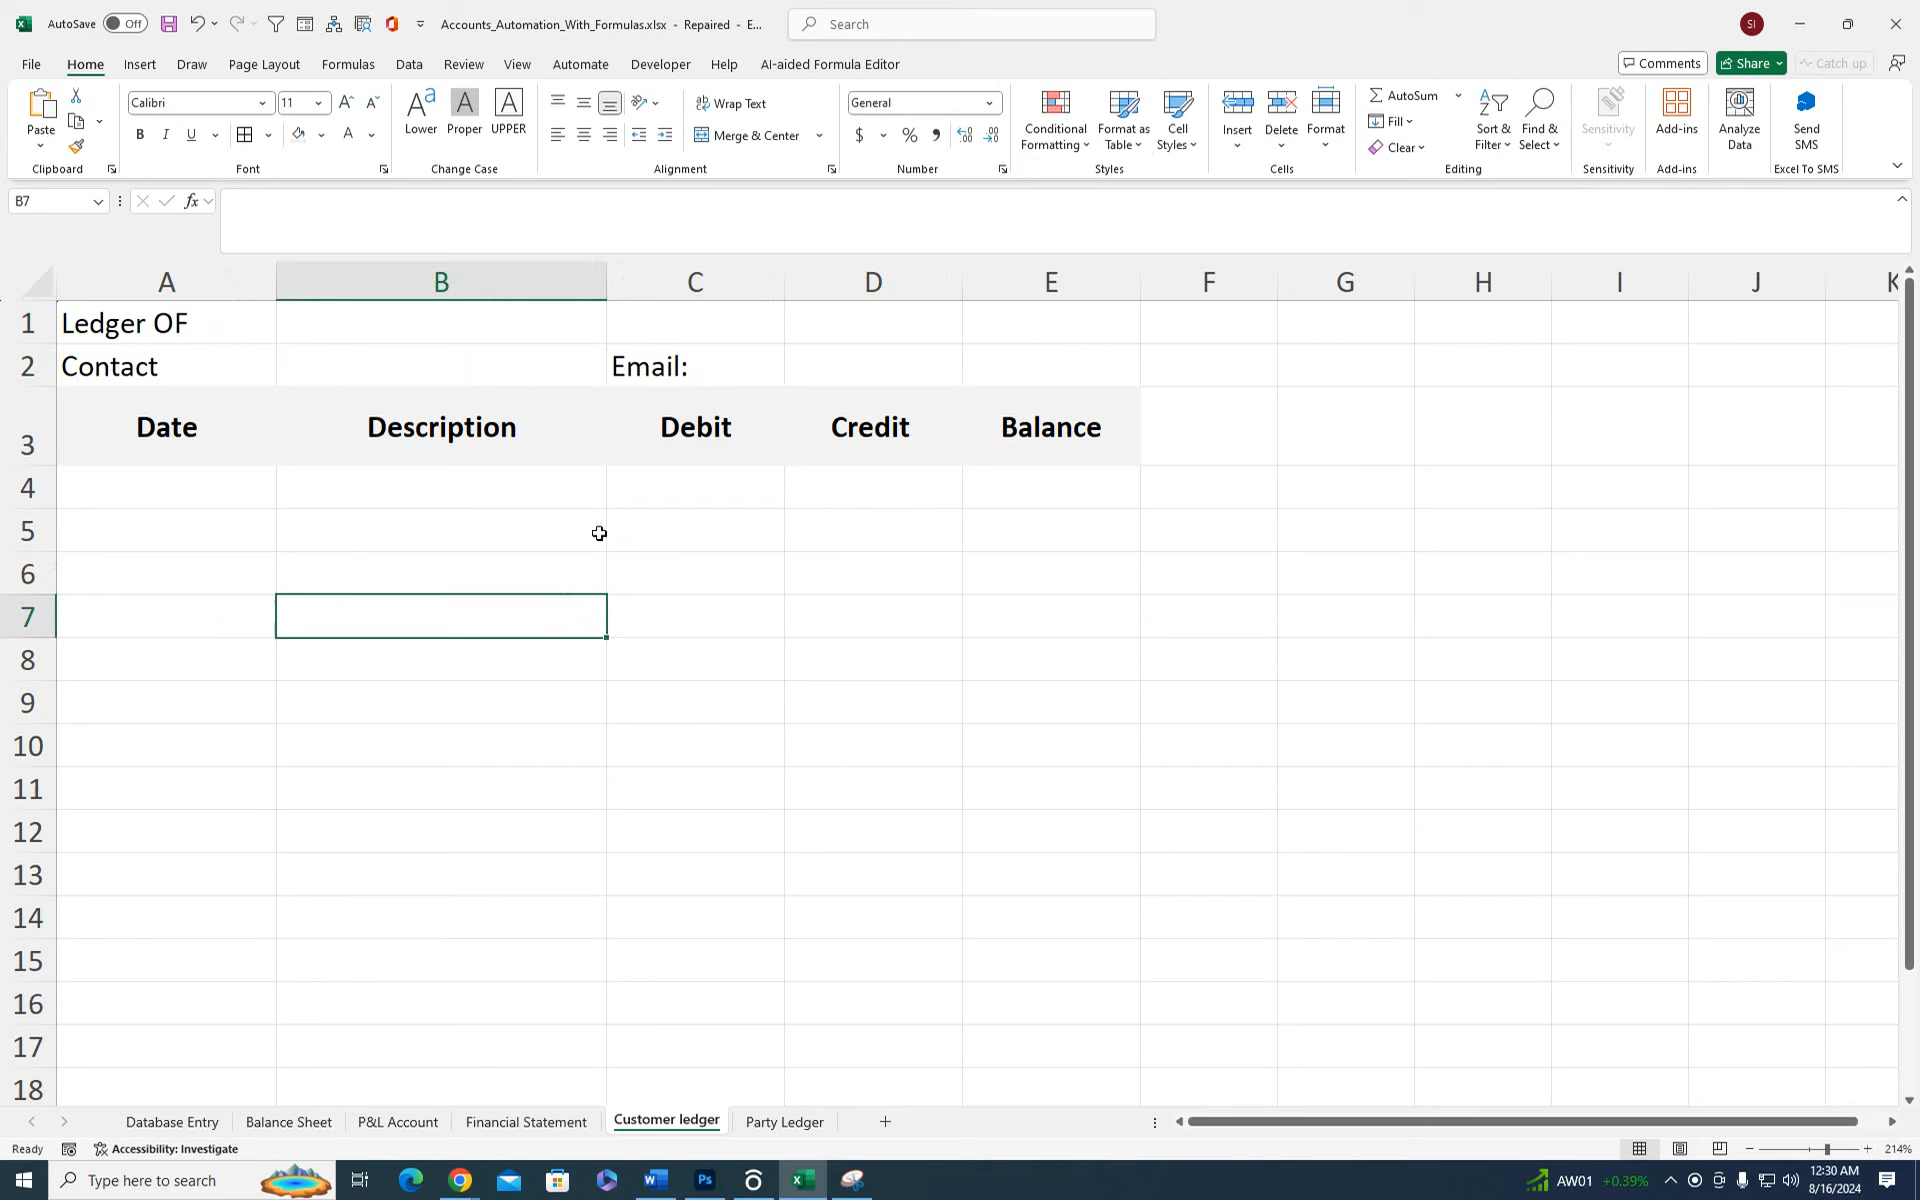 AutoSave Off Accounts_Automation_With_Formulas.xlsx - Repaired - E... Search SI
File Home Insert Draw Page Layout Formulas Data Review View Automate Developer Help AI-aided Formula Editor Comments Share Catch up
Paste
Calibri 11
B I U A
A A A
Lower Proper UPPER
ab Wrap Text
Merge & Center
General
$ %
Conditional Formatting
Format as Table
Cell Styles
Insert Delete Format
AutoSum
Fill
Clear
Sort & Filter
Find & Select
Sensitivity
Add-ins
Analyze Data
Send SMS
Clipboard Font Change Case Alignment Number Styles Cells Editing Sensitivity Add-ins Excel To SMS
B7 fx
A B C D E F G H I J K
1 Ledger OF
2 Contact Email:
3 Date Description Debit Credit Balance
4
5
6
7
8
9
10
11
12
13
14
15
16
17
18
Database Entry Balance Sheet P&L Account Financial Statement Customer ledger Party Ledger
Ready Accessibility: Investigate 214%
Type here to search AW01 +0.39% 12:30 AM
8/16/2024